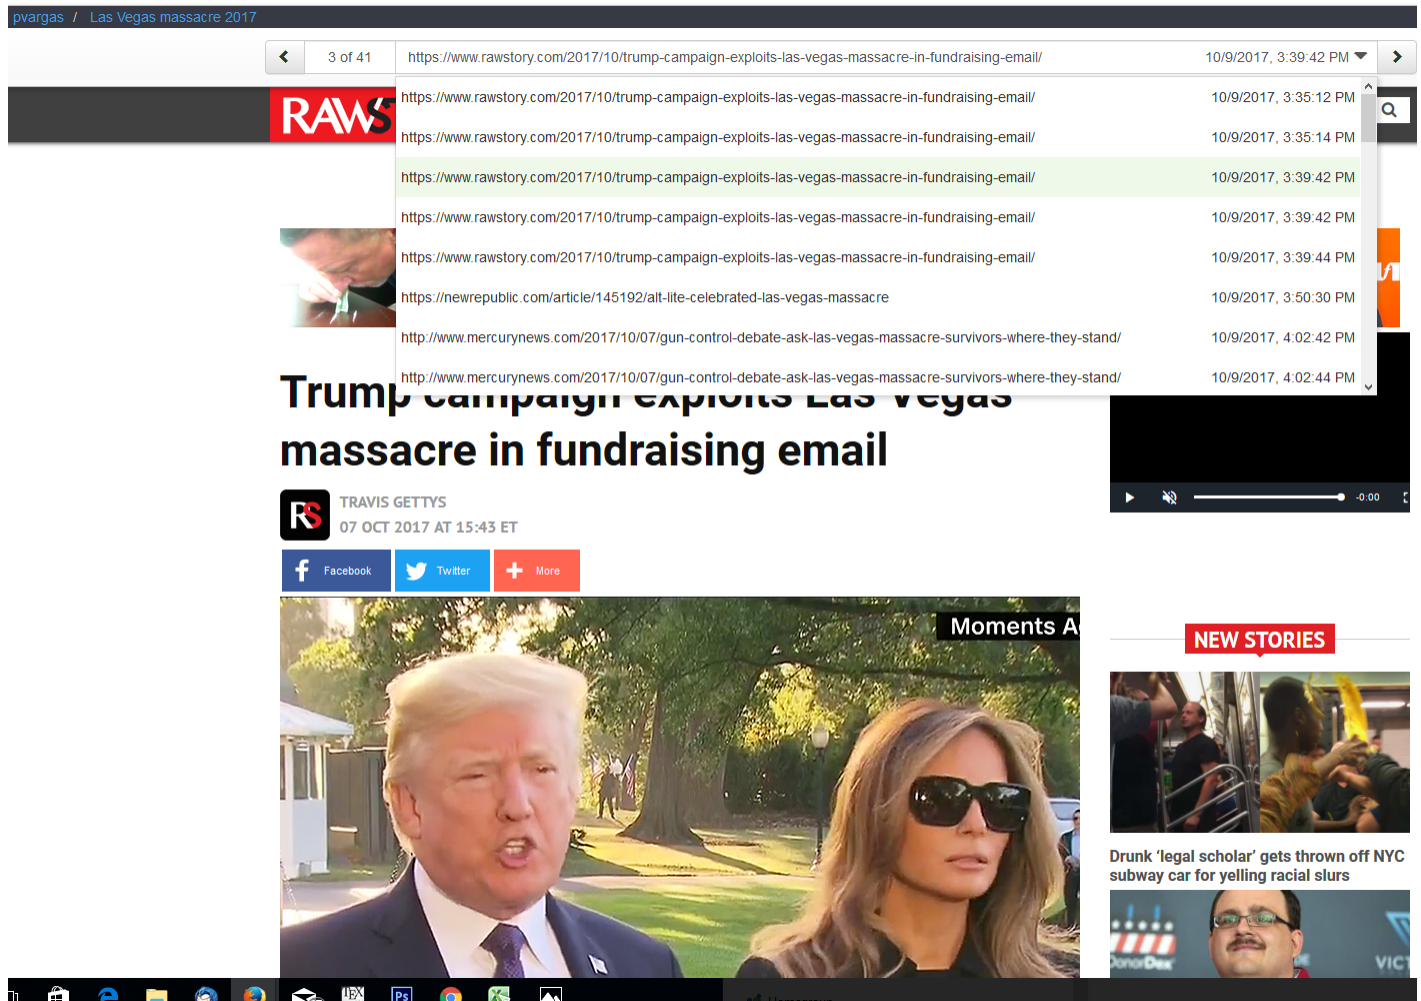 pvargas / Las Vegas massacre 2017
3 of 41 https://www.rawstory.com/2017/10/trump-campaign-exploits-las-vegas-massacre-in-fundraising-email/ 10/9/2017, 3:39:42 PM
https://www.rawstory.com/2017/10/trump-campaign-exploits-las-vegas-massacre-in-fundraising-email/ 10/9/2017, 3:35:12 PM
https://www.rawstory.com/2017/10/trump-campaign-exploits-las-vegas-massacre-in-fundraising-email/ 10/9/2017, 3:35:14 PM
https://www.rawstory.com/2017/10/trump-campaign-exploits-las-vegas-massacre-in-fundraising-email/ 10/9/2017, 3:39:42 PM
https://www.rawstory.com/2017/10/trump-campaign-exploits-las-vegas-massacre-in-fundraising-email/ 10/9/2017, 3:39:42 PM
https://www.rawstory.com/2017/10/trump-campaign-exploits-las-vegas-massacre-in-fundraising-email/ 10/9/2017, 3:39:44 PM
https://newrepublic.com/article/145192/alt-lite-celebrated-las-vegas-massacre 10/9/2017, 3:50:30 PM
http://www.mercurynews.com/2017/10/07/gun-control-debate-ask-las-vegas-massacre-survivors-where-they-stand/ 10/9/2017, 4:02:42 PM
http://www.mercurynews.com/2017/10/07/gun-control-debate-ask-las-vegas-massacre-survivors-where-they-stand/ 10/9/2017, 4:02:44 PM
RAWS
Trump campaign exploits Las Vegas
massacre in fundraising email
RS
TRAVIS GETTYS
07 OCT 2017 AT 15:43 ET
Facebook Twitter More
-0:00
Moments A
NEW STORIES
Drunk ‘legal scholar’ gets thrown off NYC
subway car for yelling racial slurs
DonorDex
VICT
TEX
Ps